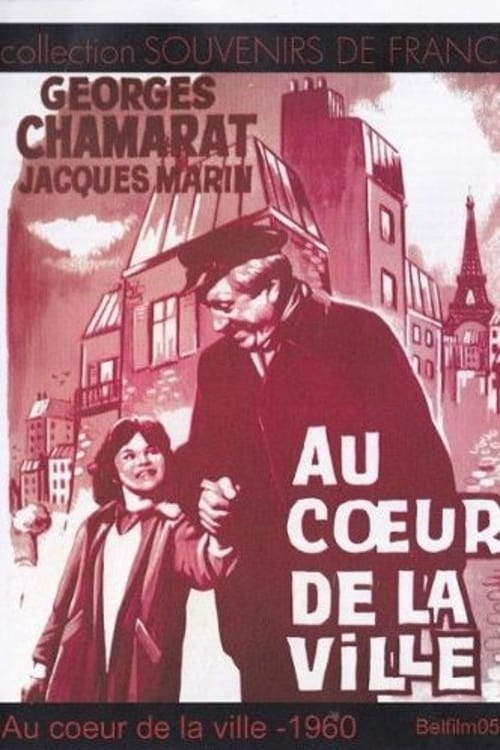 collection SOUVENIRS DE FRANC
GEORGES
CHAMARAT
JACQUES MARIN
AU
CŒUR
DE LA
VILLE
Au coeur de la ville -1960
Belfilm05